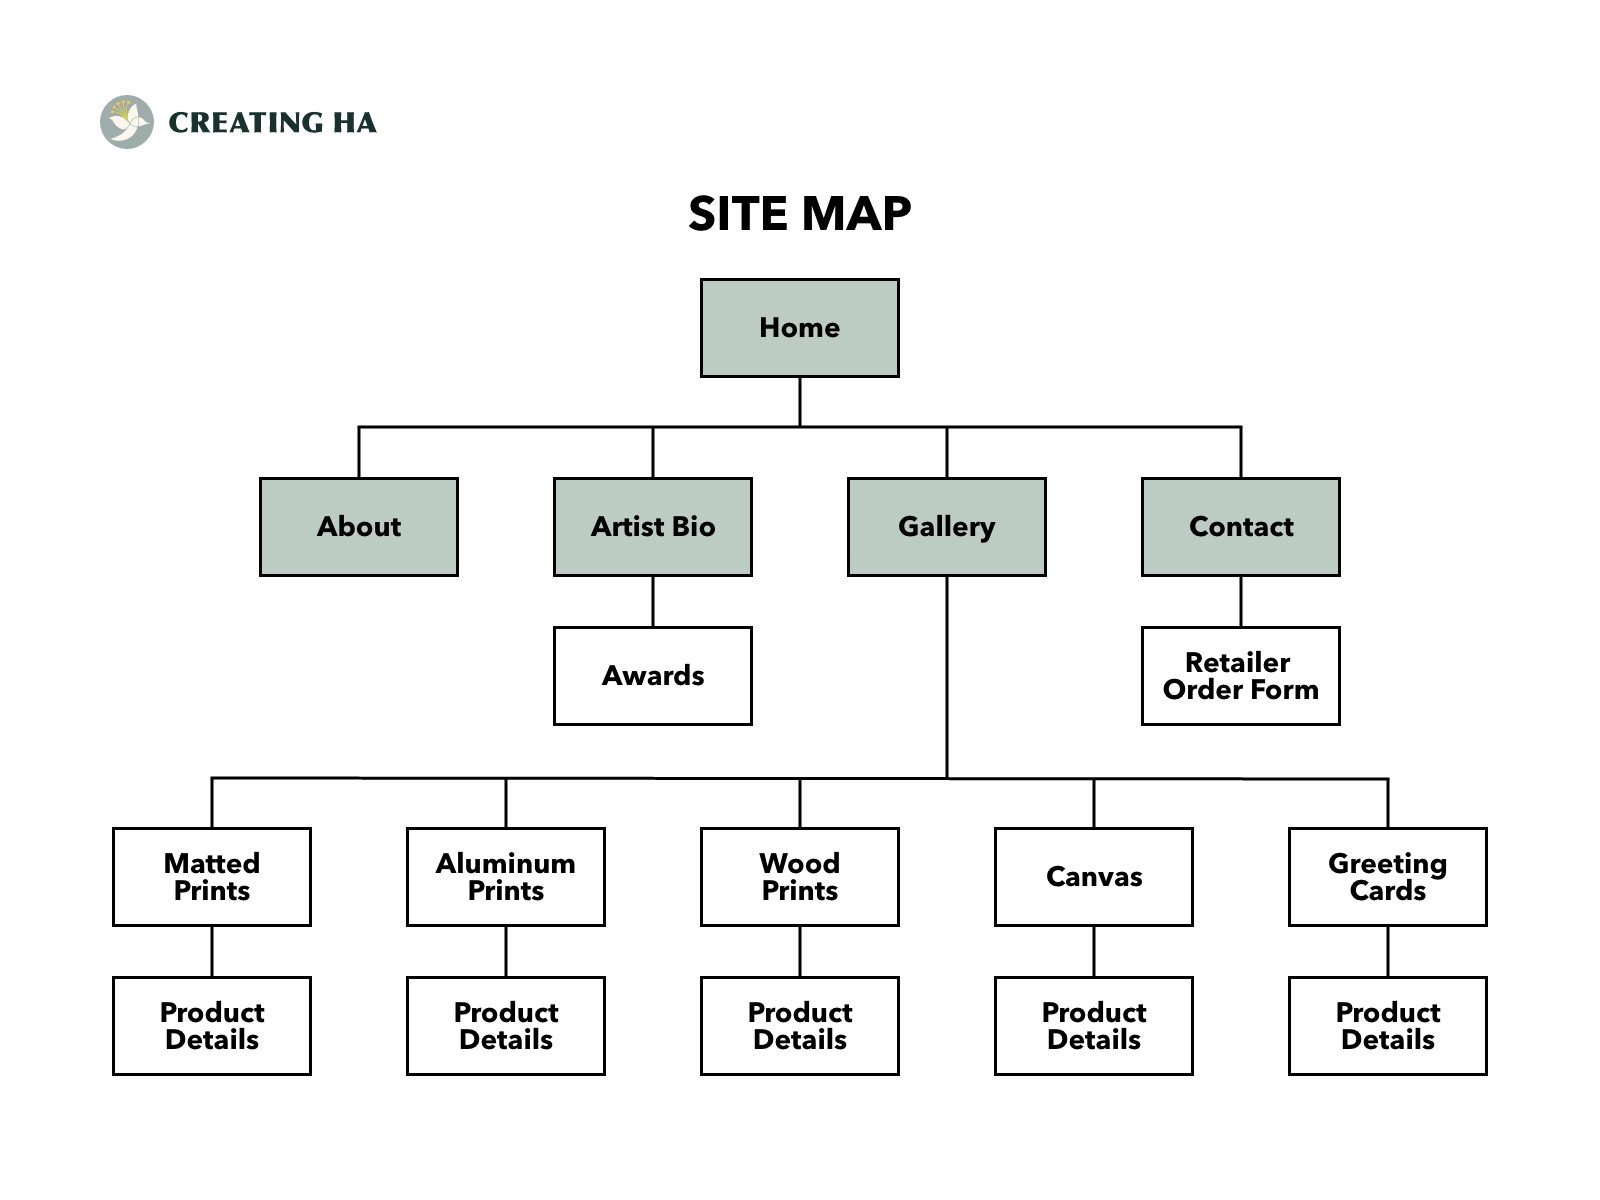 CREATING HA
SITE MAP
Home
About
Artist Bio
Gallery
Contact
Awards
Retailer
Order Form
Matted
Prints
Aluminum
Prints
Wood
Prints
Canvas
Greeting
Cards
Product
Details
Product
Details
Product
Details
Product
Details
Product
Details